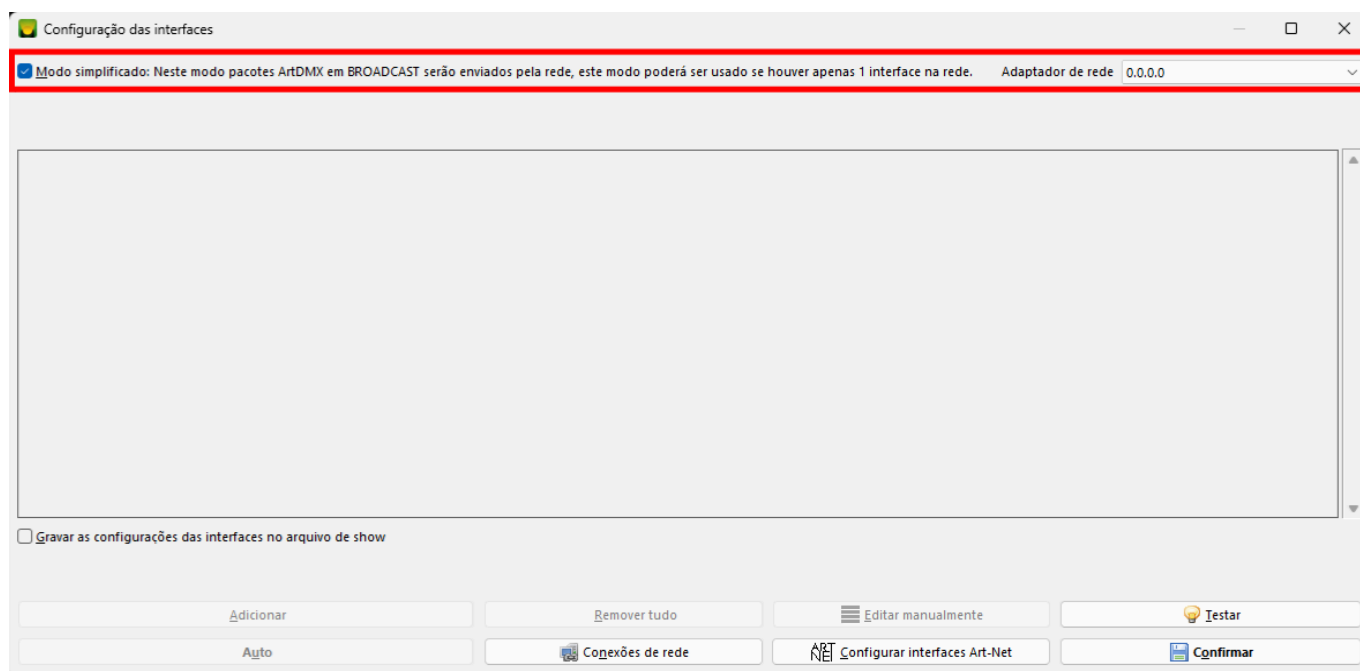 Configuração das interfaces
Modo simplificado: Neste modo pacotes ArtDMX em BROADCAST serão enviados pela rede, este modo poderá ser usado se houver apenas 1 interface na rede. Adaptador de rede 0.0.0.0
Gravar as configurações das interfaces no arquivo de show
Adicionar Remover tudo Editar manualmente Testar
Auto Conexões de rede ART NET Configurar interfaces Art-Net Confirmar